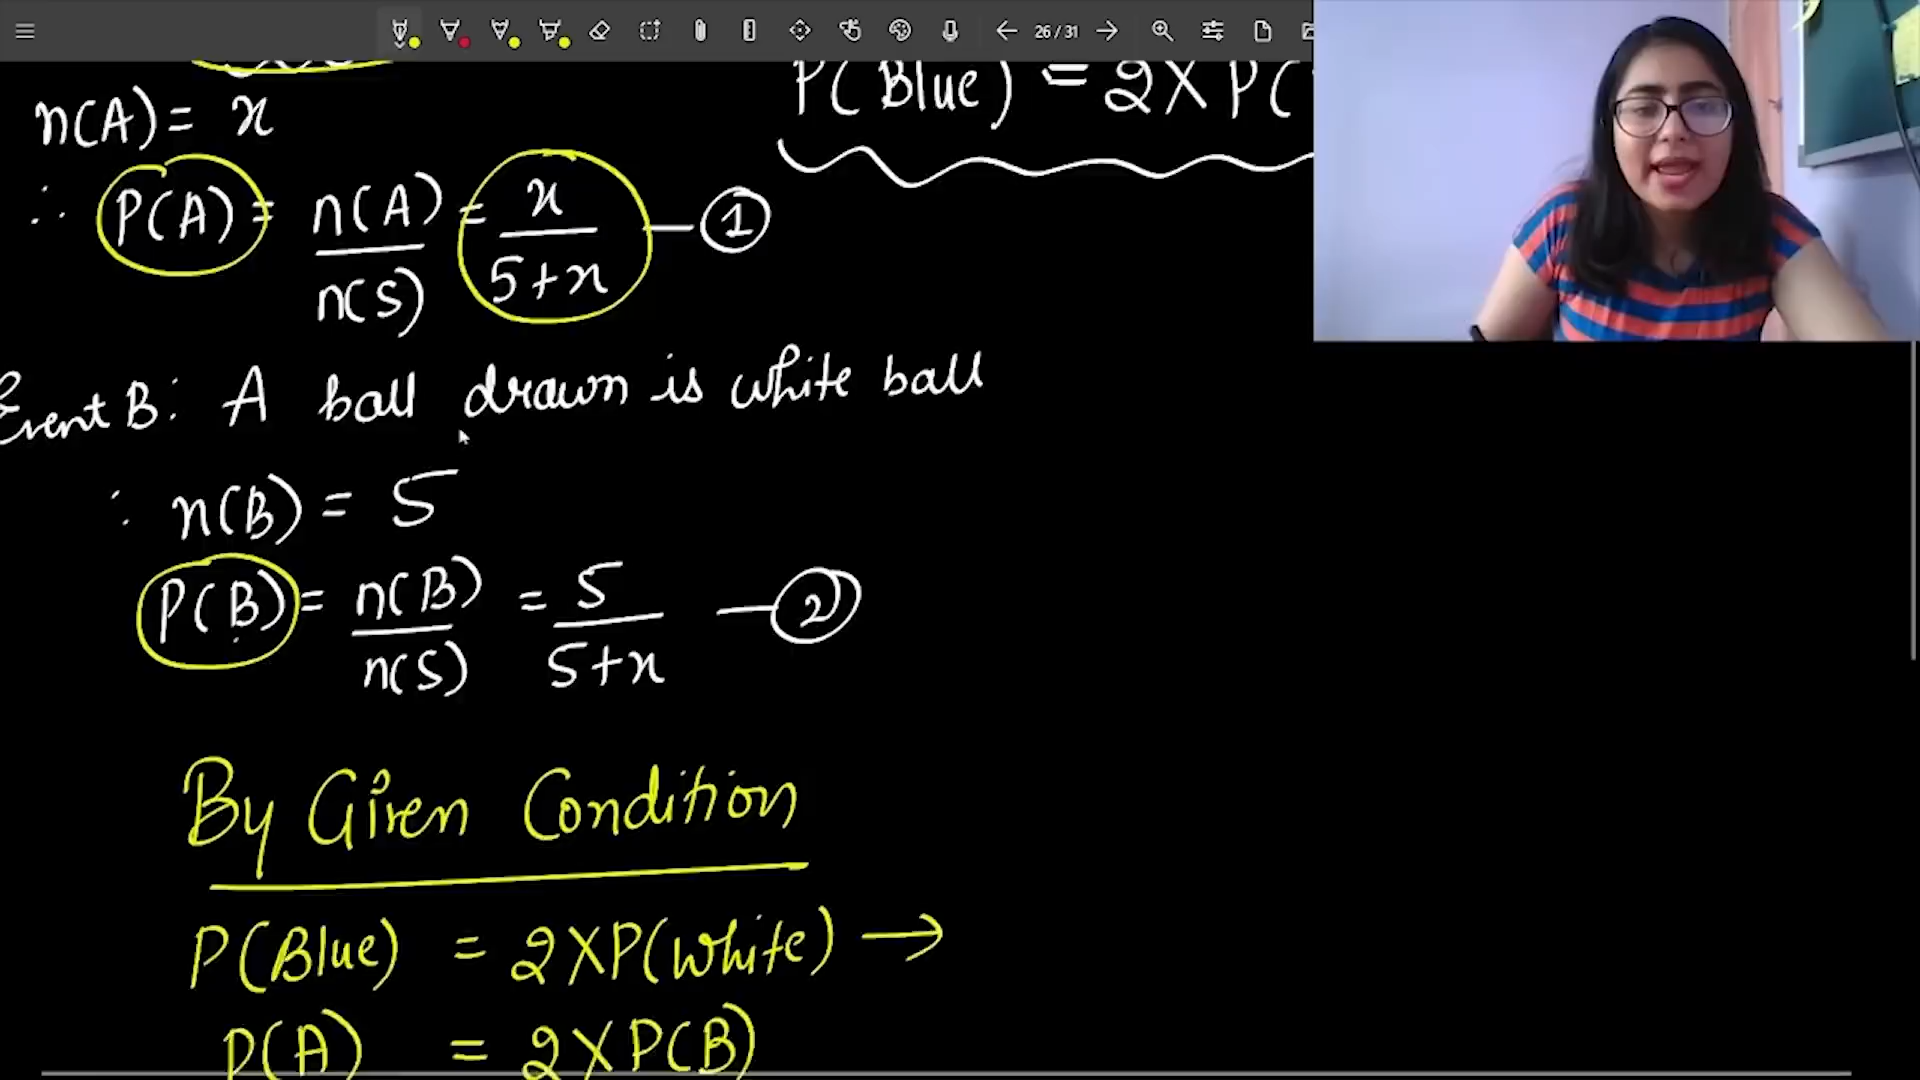 26 / 31
P(Blue) = 2 X P(
n(A) = x
∴ P(A) = n(A)/n(S) = x/5+x — 1
Event B: A ball drawn is white ball
∴ n(B) = 5
P(B) = n(B)/n(S) = 5/5+x — 2
By Given Condition
P(Blue) = 2 X P(White) →
P(A) = 2 X P(B)